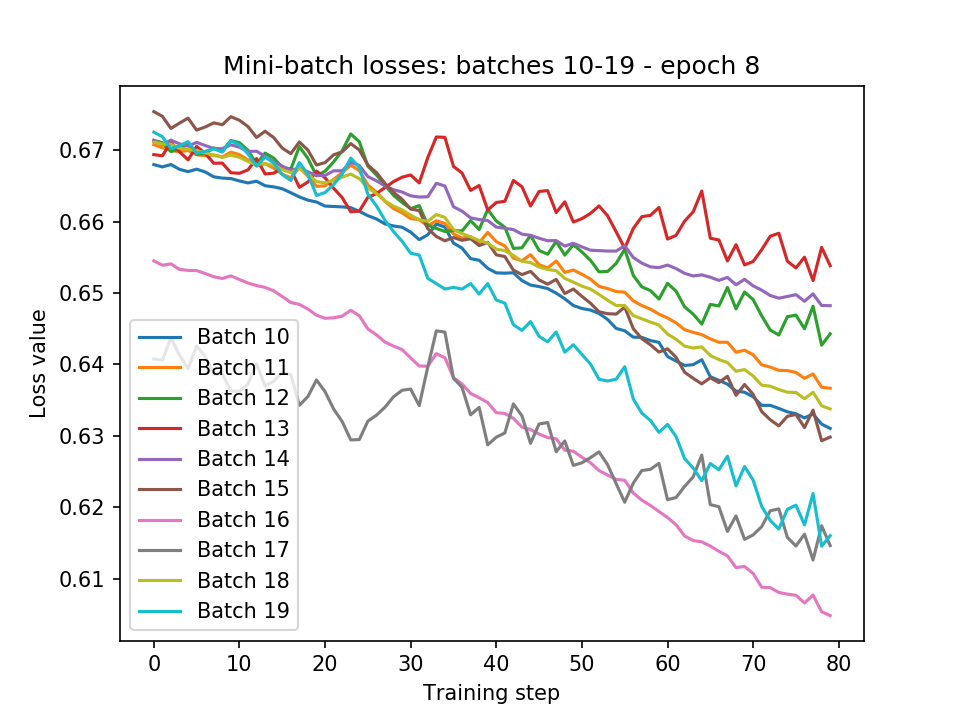 Mini-batch losses: batches 10-19 - epoch 8
Loss value
0.67
0.66
0.65
0.64
0.63
0.62
0.61
Batch 10
Batch 11
Batch 12
Batch 13
Batch 14
Batch 15
Batch 16
Batch 17
Batch 18
Batch 19
0 10 20 30 40 50 60 70 80
Training step